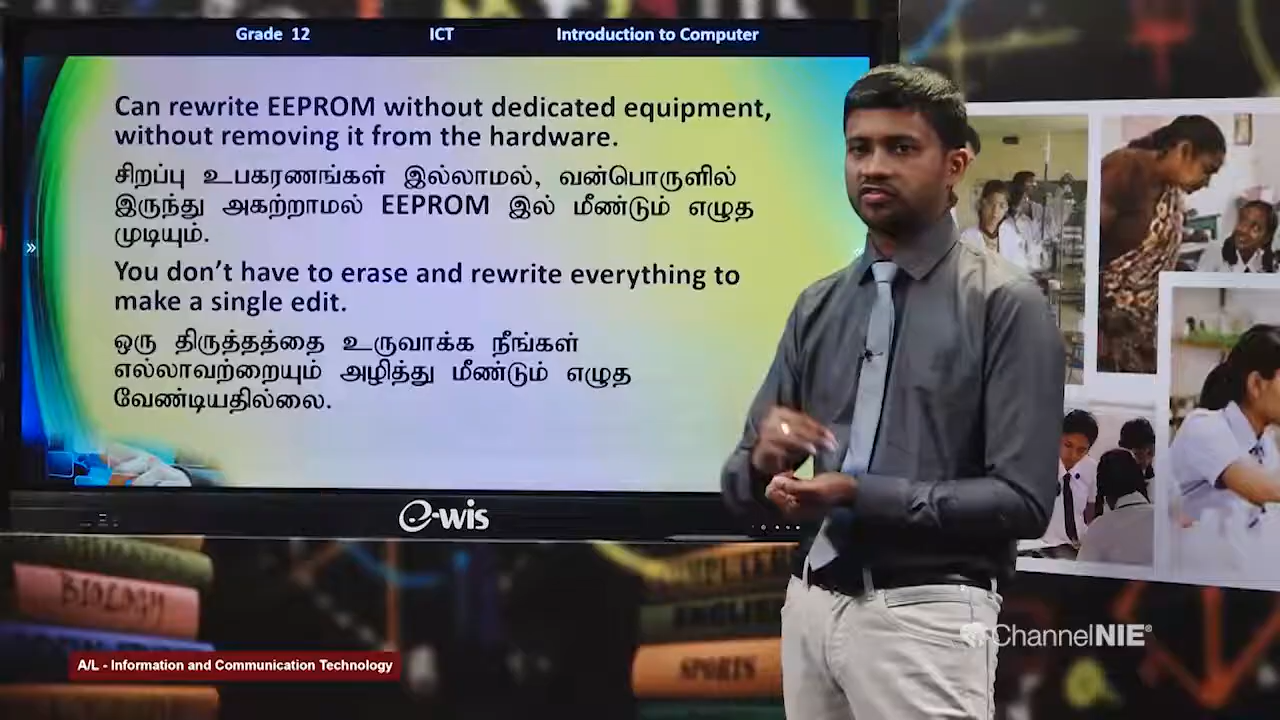 Grade 12 ICT Introduction to Computer
Can rewrite EEPROM without dedicated equipment,
without removing it from the hardware.
சிறப்பு உபகரணங்கள் இல்லாமல், வன்பொருளில்
இருந்து அகற்றாமல் EEPROM இல் மீண்டும் எழுத
முடியும்.
You don't have to erase and rewrite everything to
make a single edit.
ஒரு திருத்தத்தை உருவாக்க நீங்கள்
எல்லாவற்றையும் அழித்து மீண்டும் எழுத
வேண்டியதில்லை.
e-wis
BIOLOGY
ENGLISH
SPORTS
A/L - Information and Communication Technology
ChannelNIE®